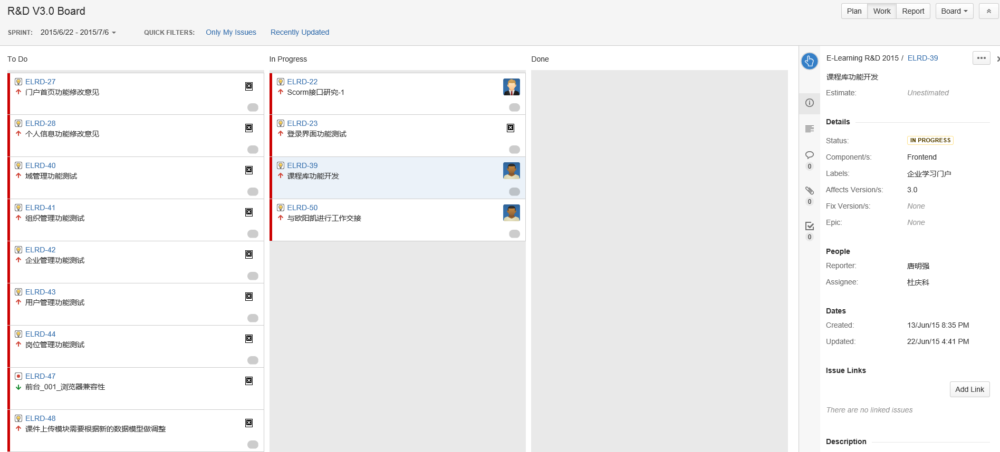 R&D V3.0 Board
Plan Work Report Board
SPRINT: 2015/6/22 - 2015/7/6 QUICK FILTERS: Only My Issues Recently Updated
To Do
ELRD-27
门户首页功能修改意见
ELRD-28
个人信息功能修改意见
ELRD-40
域管理功能测试
ELRD-41
组织管理功能测试
ELRD-42
企业管理功能测试
ELRD-43
用户管理功能测试
ELRD-44
岗位管理功能测试
ELRD-47
前台_001_浏览器兼容性
ELRD-48
课件上传模块需要根据新的数据模型做调整
In Progress
ELRD-22
Scorm接口研究-1
ELRD-23
登录界面功能测试
ELRD-39
课程库功能开发
ELRD-50
与欧阳凯进行工作交接
Done
0
0
0
E-Learning R&D 2015 / ELRD-39
课程库功能开发
Estimate: Unestimated
Details
Status: IN PROGRESS
Component/s: Frontend
Labels: 企业学习门户
Affects Version/s: 3.0
Fix Version/s: None
Epic: None
People
Reporter: 唐明强
Assignee: 杜庆科
Dates
Created: 13/Jun/15 8:35 PM
Updated: 22/Jun/15 4:41 PM
Issue Links
Add Link
There are no linked issues
Description